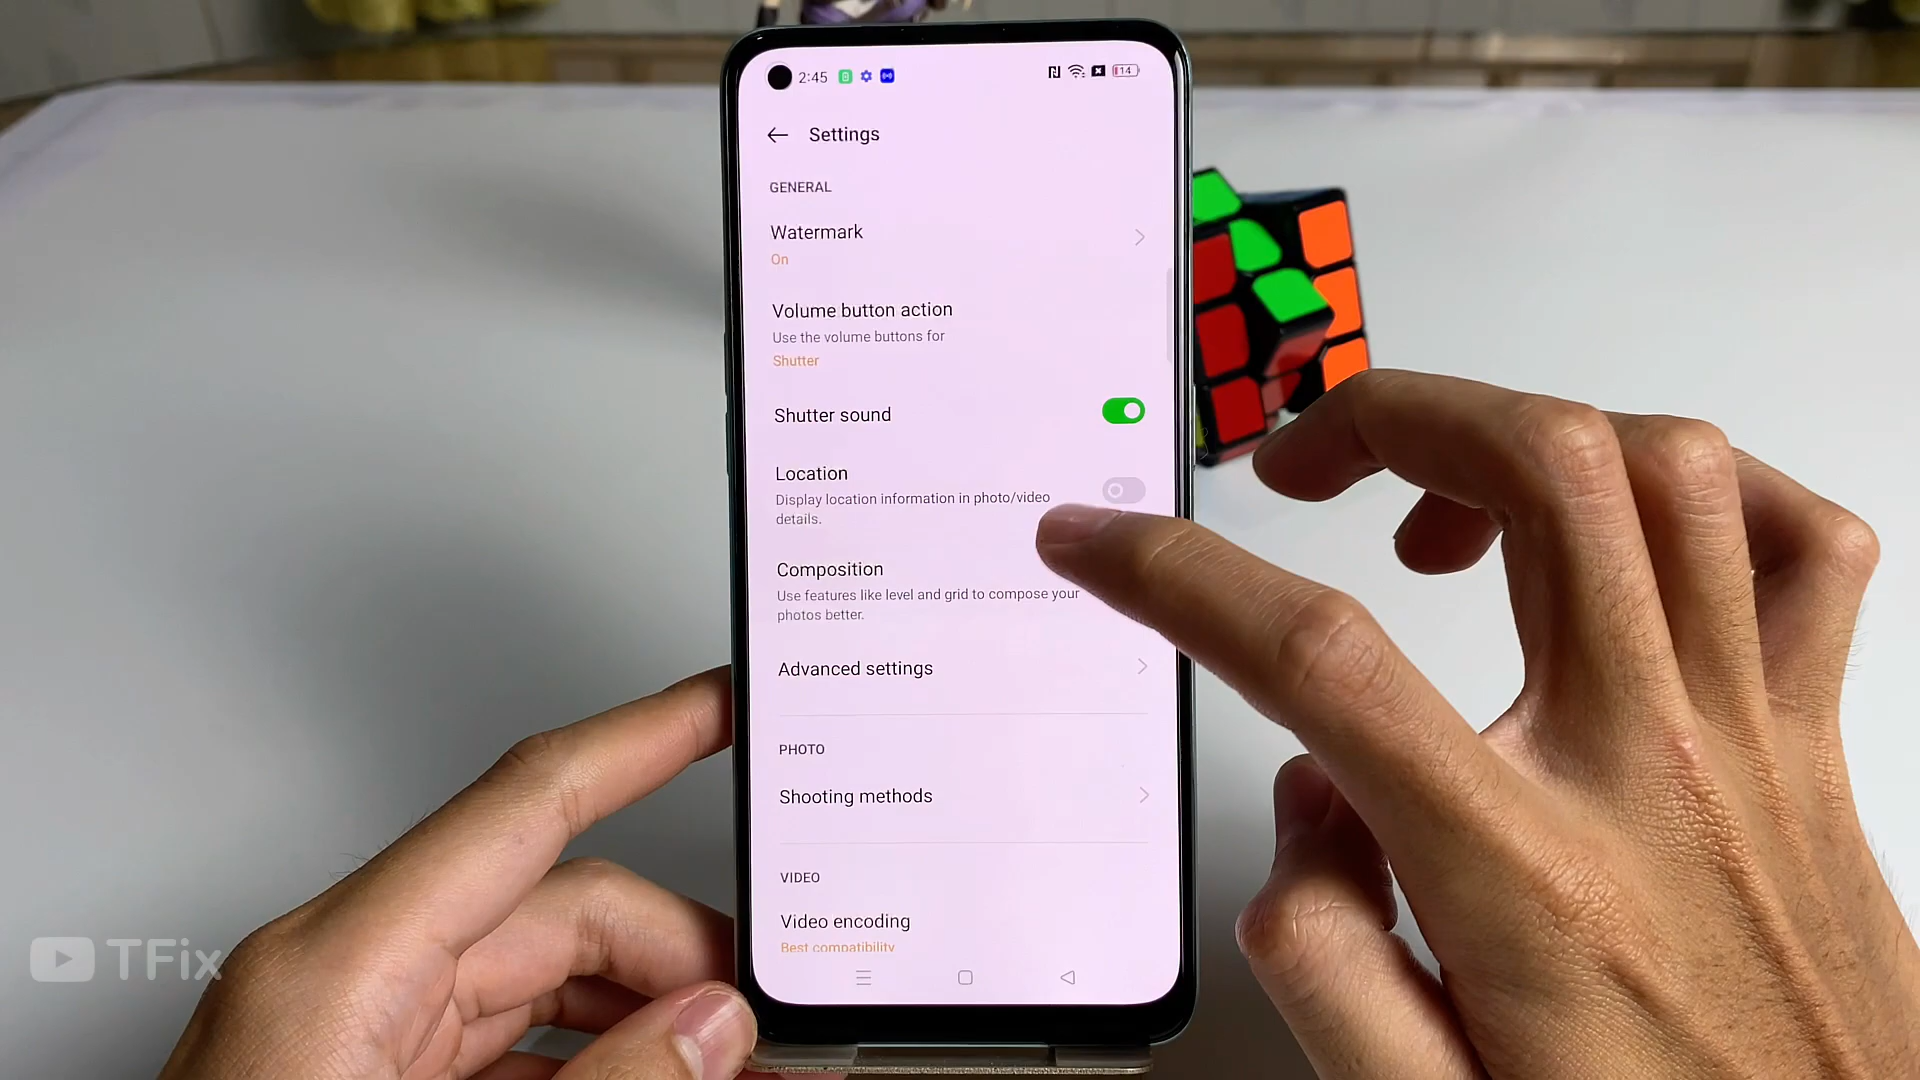 2:45
14
Settings
GENERAL
Watermark
On
Volume button action
Use the volume buttons for
Shutter
Shutter sound
Location
Display location information in photo/video
details.
Composition
Use features like level and grid to compose your
photos better.
Advanced settings
PHOTO
Shooting methods
VIDEO
Video encoding
Best compatibility
TFix